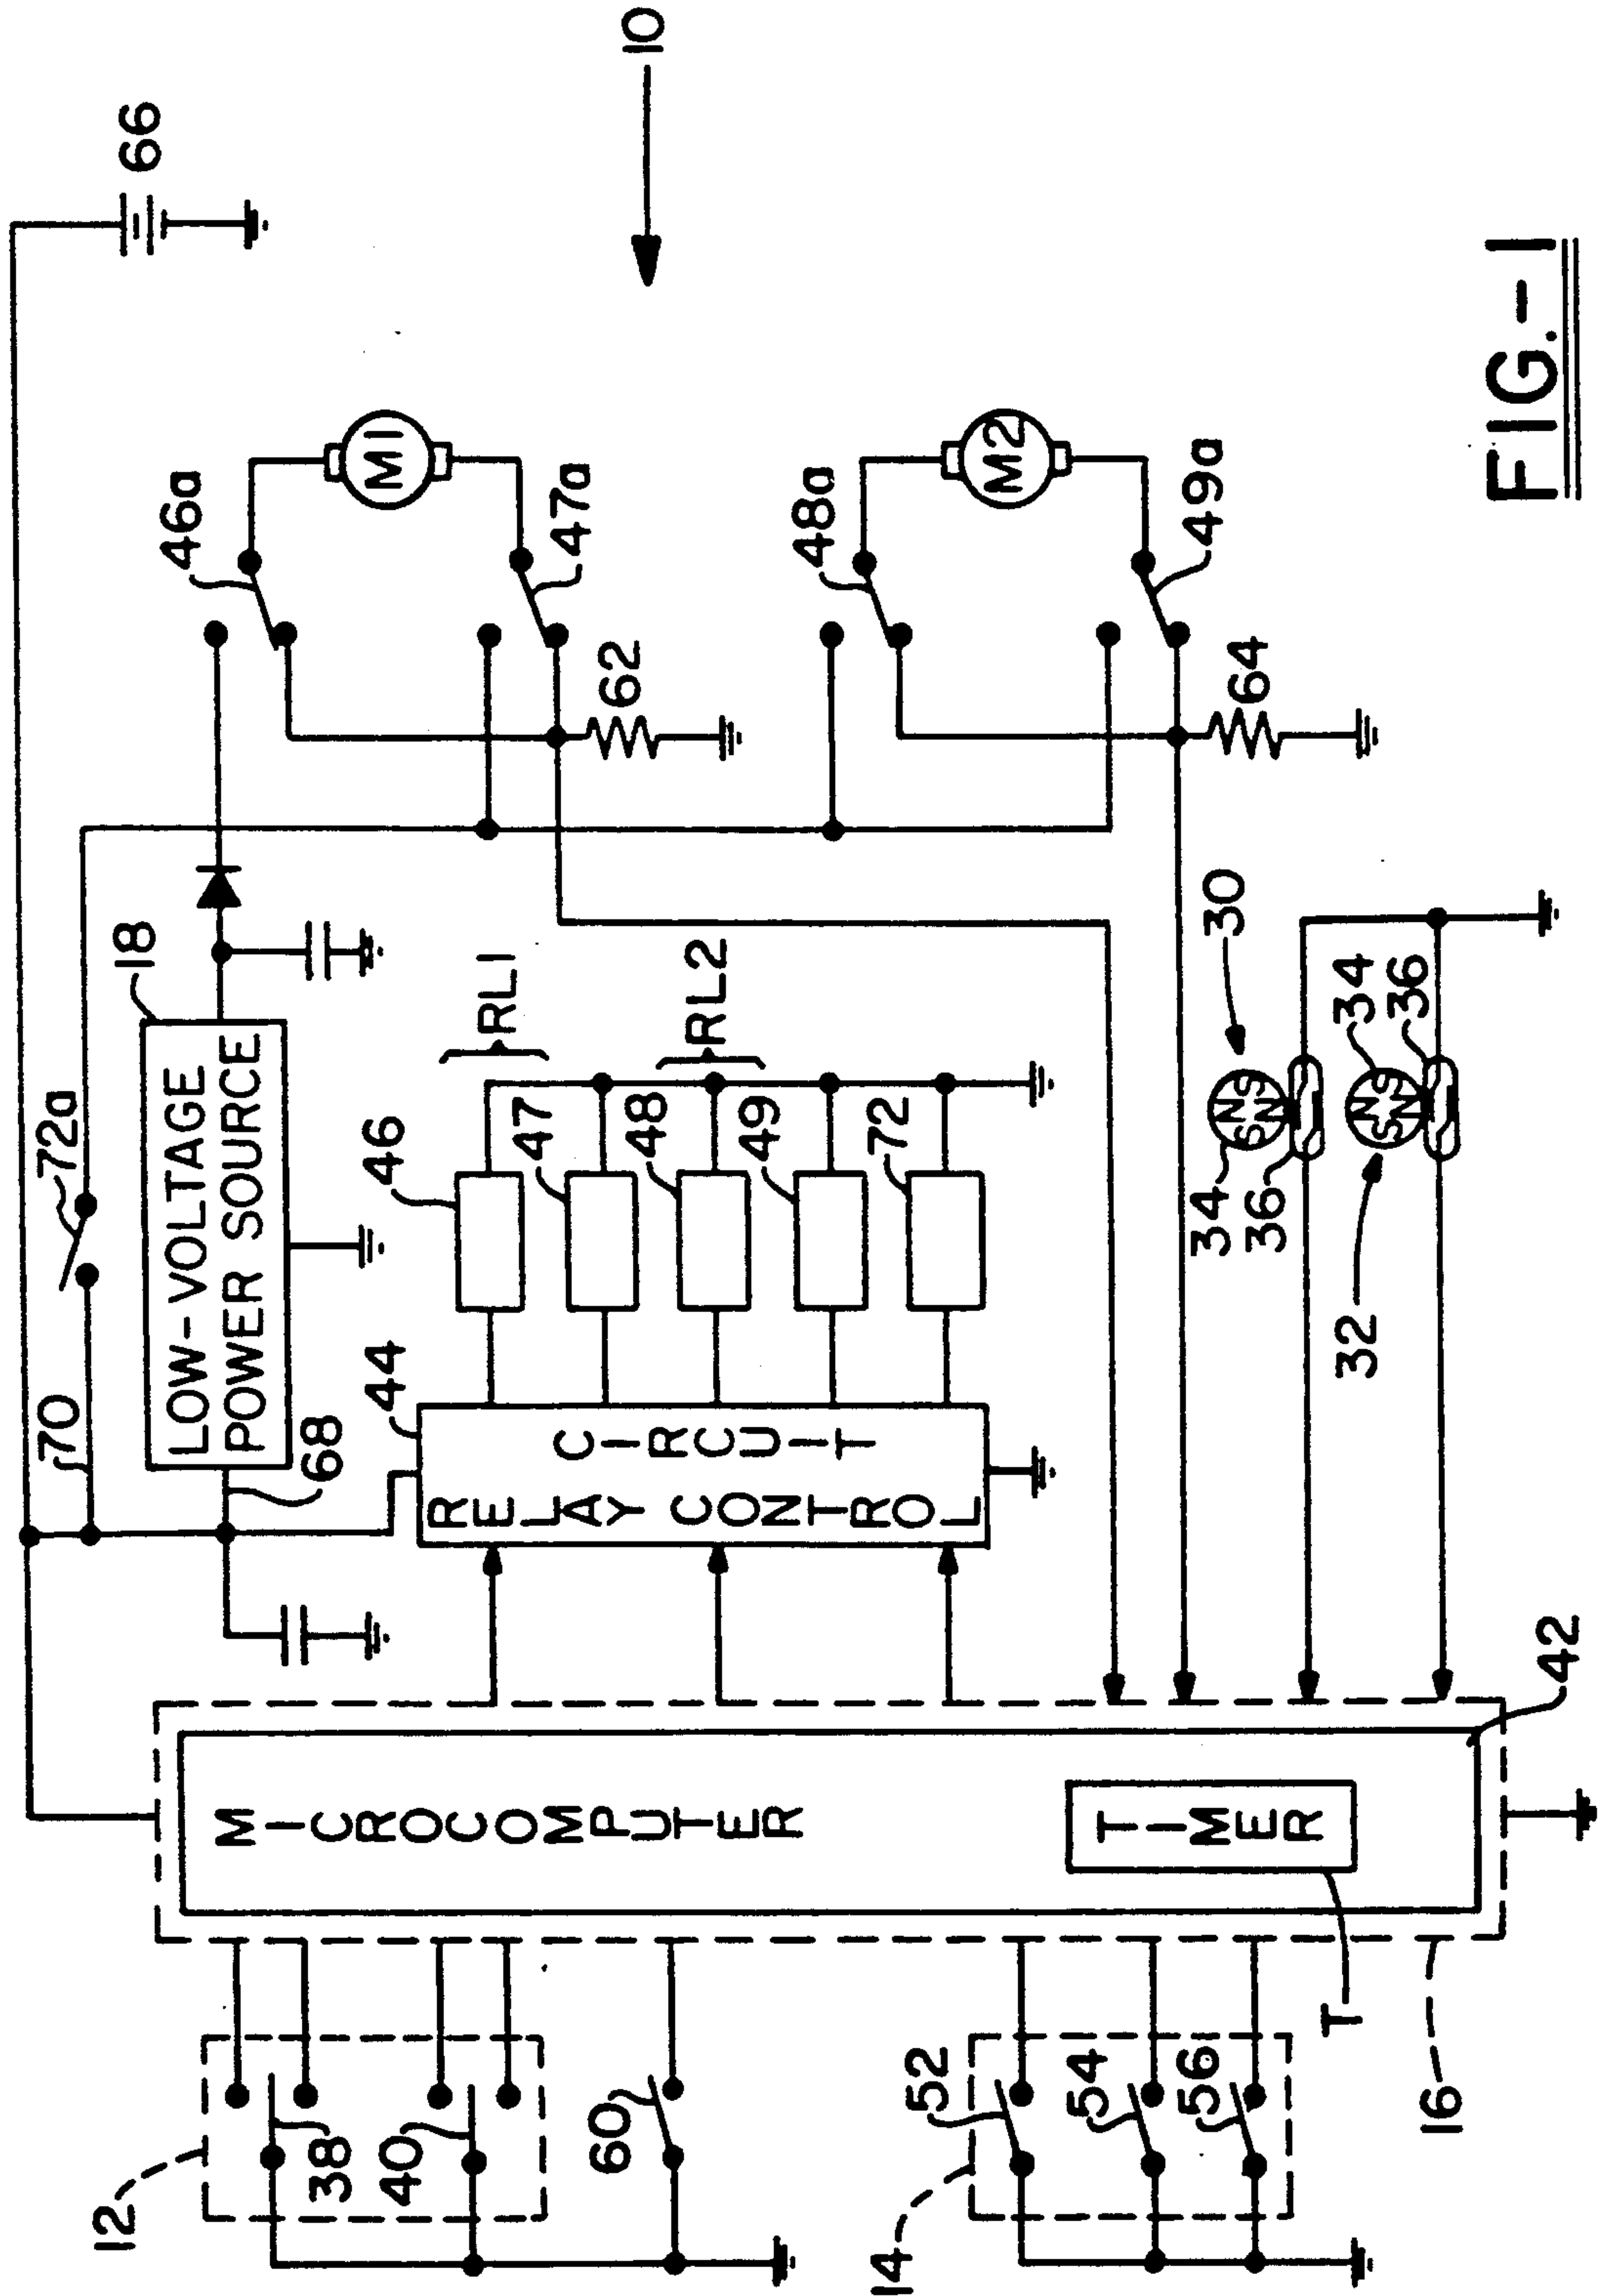 10
66
46a
M1
47a
48a
M2
49a
62
64
72a
70
18
LOW-VOLTAGE
POWER SOURCE
68
RL1
RL2
46
47
48
49
72
44
RELAY CONTROL
CIRCUIT
30
34
36
N
S
S
N
32
34
36
N
S
S
N
42
MICROCOMPUTER
TIMER
T
16
12
38
40
60
14
52
54
56
FIG.-1